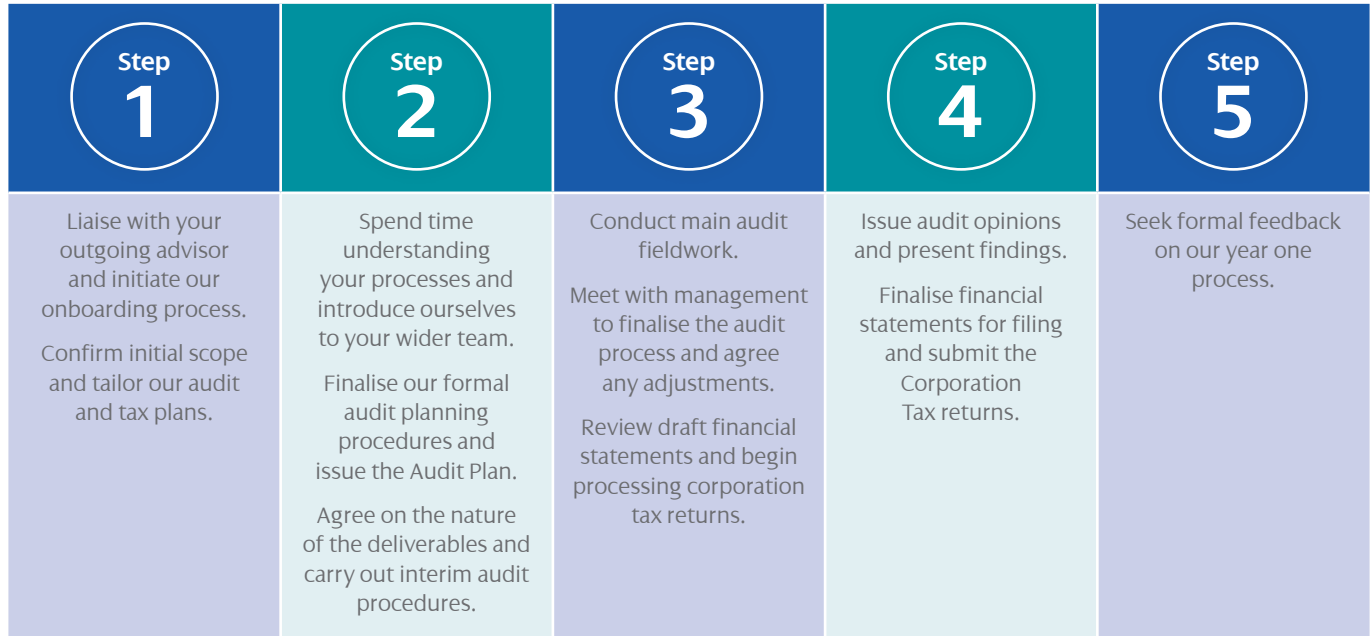 Step
1
Step
2
Step
3
Step
4
Step
5
Liaise with your
outgoing advisor
and initiate our
onboarding process.
Confirm initial scope
and tailor our audit
and tax plans.
Spend time
understanding
your processes and
introduce ourselves
to your wider team.
Finalise our formal
audit planning
procedures and
issue the Audit Plan.
Agree on the nature
of the deliverables and
carry out interim audit
procedures.
Conduct main audit
fieldwork.
Meet with management
to finalise the audit
process and agree
any adjustments.
Review draft financial
statements and begin
processing corporation
tax returns.
Issue audit opinions
and present findings.
Finalise financial
statements for filing
and submit the
Corporation
Tax returns.
Seek formal feedback
on our year one
process.